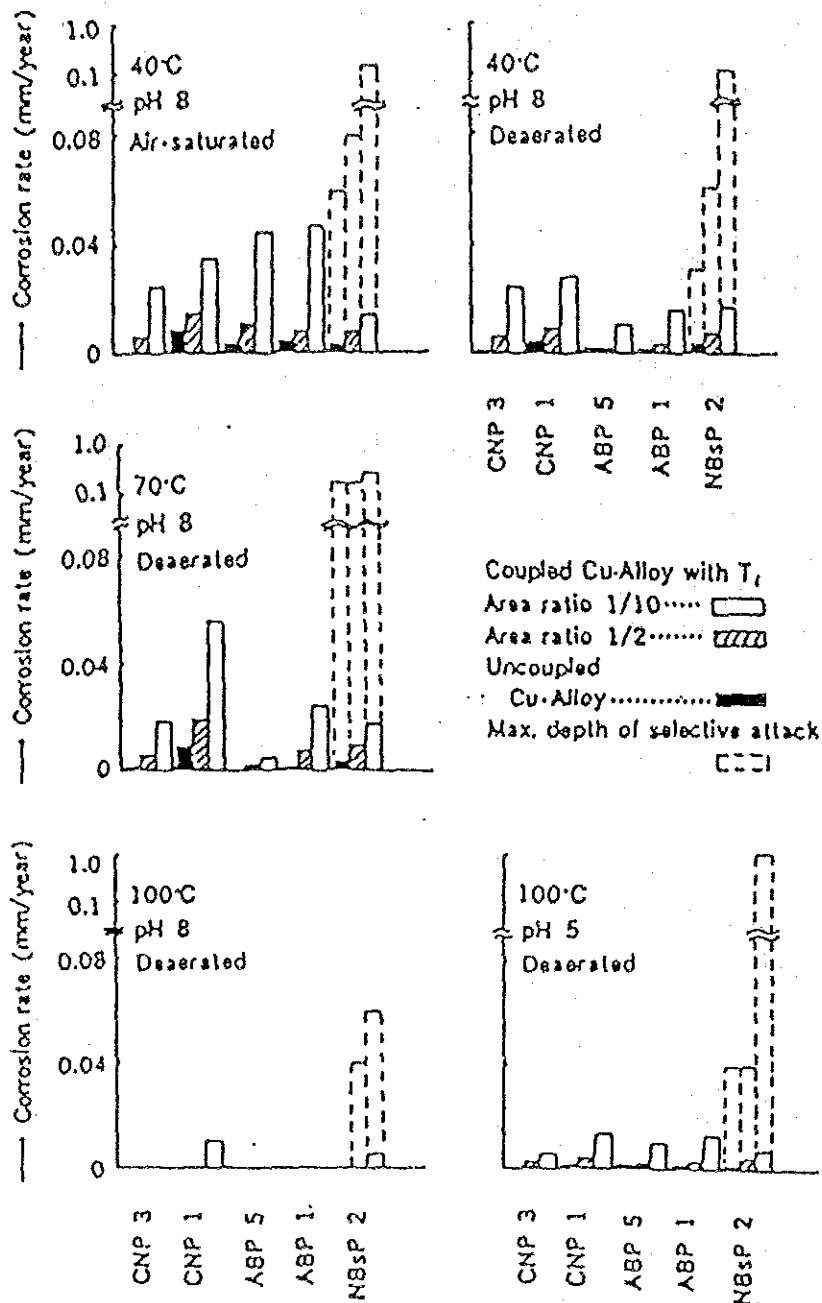 1.0
0.1
0.08
0.04
0
Corrosion rate (mm/year)
40°C
pH 8
Air-saturated
40°C
pH 8
Deaerated
CNP 3
CNP 1
ABP 5
ABP 1
NBsP 2
1.0
0.1
0.08
0.04
0
Corrosion rate (mm/year)
70°C
pH 8
Deaerated
Coupled Cu-Alloy with Ti
Area ratio 1/10
Area ratio 1/2
Uncoupled
Cu-Alloy
Max. depth of selective attack
1.0
0.1
0.08
0.04
0
Corrosion rate (mm/year)
100°C
pH 8
Deaerated
100°C
pH 5
Deaerated
CNP 3
CNP 1
ABP 5
ABP 1.
NBsP 2
CNP 3
CNP 1
ABP 5
ABP 1
NBsP 2